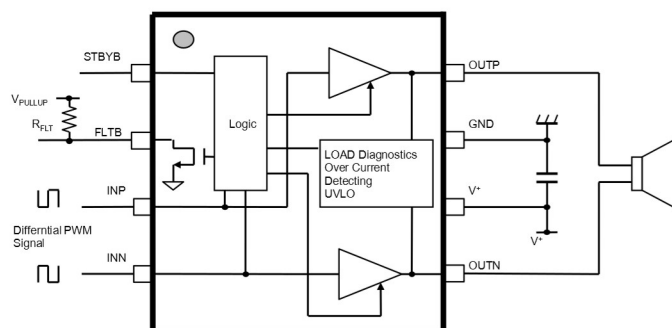 STBYB
VPULLUP
RFLT
FLTB
INP
Differntial PWM
Signal
INN
Logic
LOAD Diagnostics
Over Current
Detecting
UVLO
OUTP
GND
V+
V+
OUTN